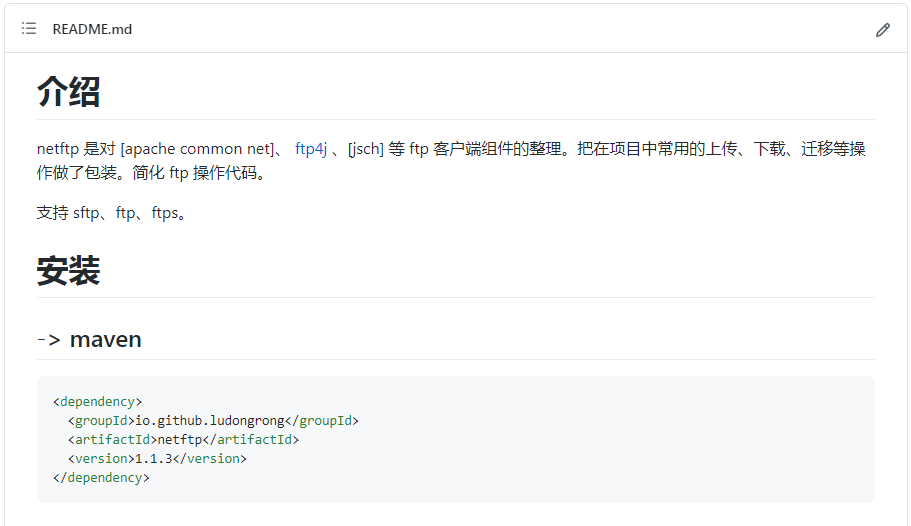 README.md
介绍
netftp 是对 [apache common net]、 ftp4j 、[jsch] 等 ftp 客户端组件的整理。把在项目中常用的上传、下载、迁移等操
作做了包装。简化 ftp 操作代码。
支持 sftp、ftp、ftps。
安装
-> maven
<dependency>
  <groupId>io.github.ludongrong</groupId>
  <artifactId>netftp</artifactId>
  <version>1.1.3</version>
</dependency>